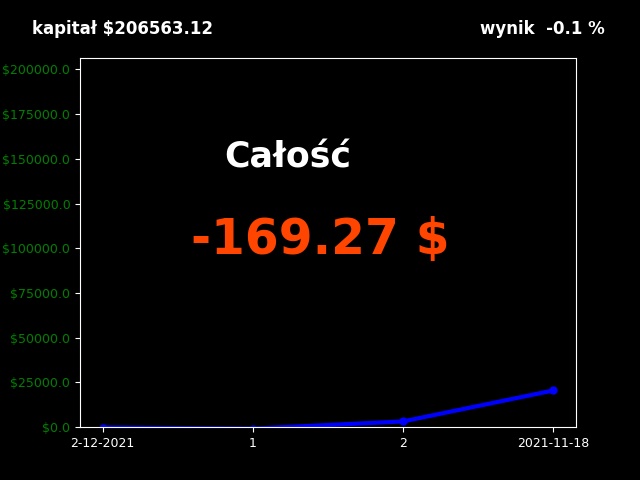 kapitał $206563.12
wynik -0.1 %
$200000.0
$175000.0
Całość
$150000.0
$125000.0
-169.27 $
$100000.0
$75000.0
$50000.0
$25000.0
$0.0
2-12-2021 1 2 2021-11-18